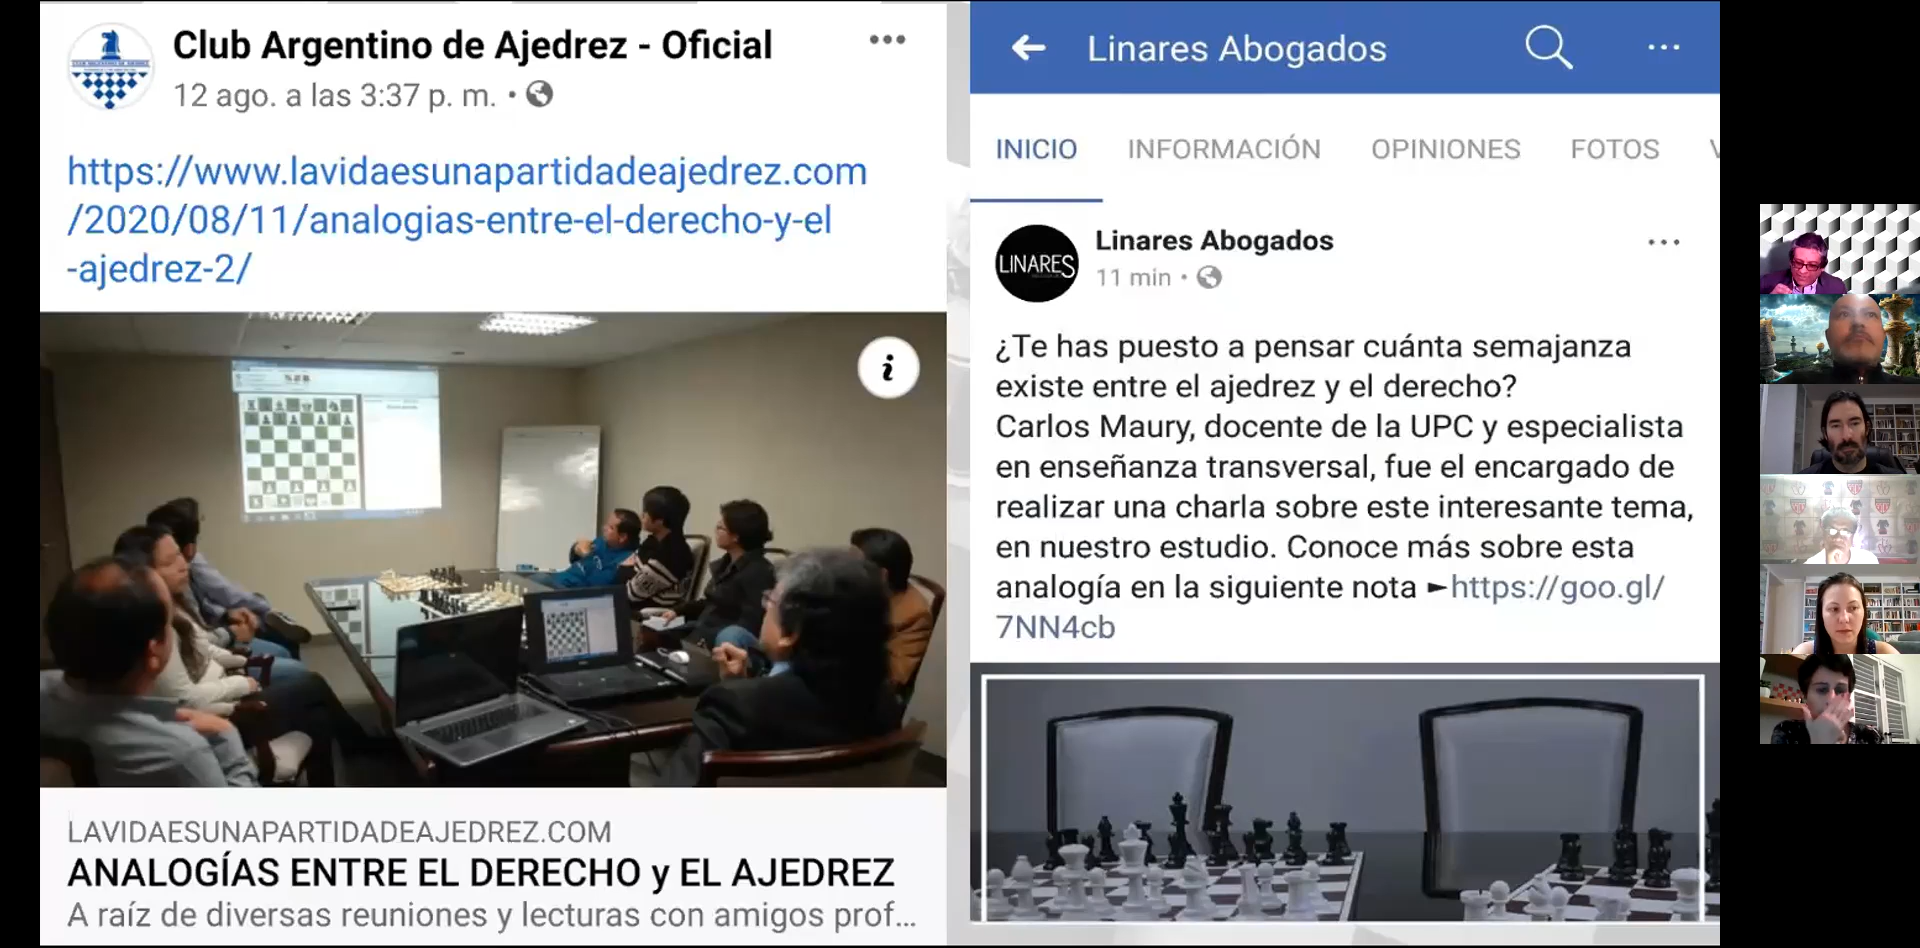 Club Argentino de Ajedrez - Oficial
12 ago. a las 3:37 p. m. •
https://www.lavidaesunapartidadeajedrez.com
/2020/08/11/analogias-entre-el-derecho-y-el
-ajedrez-2/
i
LAVIDAESUNAPARTIDADEAJEDREZ.COM
ANALOGÍAS ENTRE EL DERECHO y EL AJEDREZ
A raíz de diversas reuniones y lecturas con amigos prof...
Linares Abogados
INICIO INFORMACIÓN OPINIONES FOTOS
LINARES
Linares Abogados
11 min •
¿Te has puesto a pensar cuánta semajanza
existe entre el ajedrez y el derecho?
Carlos Maury, docente de la UPC y especialista
en enseñanza transversal, fue el encargado de
realizar una charla sobre este interesante tema,
en nuestro estudio. Conoce más sobre esta
analogía en la siguiente nota ►https://goo.gl/
7NN4cb